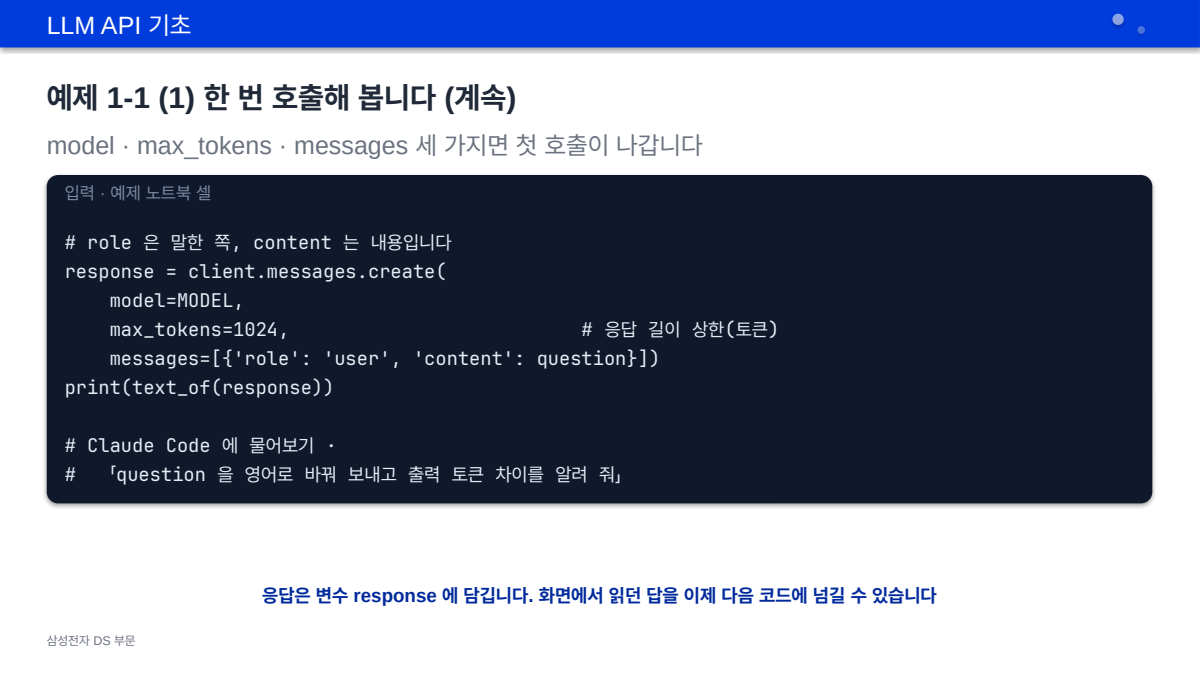 LLM API 기초
예제 1-1 (1) 한 번 호출해 봅니다 (계속)
model · max_tokens · messages 세 가지면 첫 호출이 나갑니다
입력 · 예제 노트북 셀
# role 은 말한 쪽, content 는 내용입니다
response = client.messages.create(
    model=MODEL,
    max_tokens=1024,                          # 응답 길이 상한(토큰)
    messages=[{'role': 'user', 'content': question}])
print(text_of(response))
# Claude Code 에 물어보기 ·
#   「question 을 영어로 바꿔 보내고 출력 토큰 차이를 알려 줘」
응답은 변수 response 에 담깁니다. 화면에서 읽던 답을 이제 다음 코드에 넘길 수 있습니다
삼성전자 DS 부문